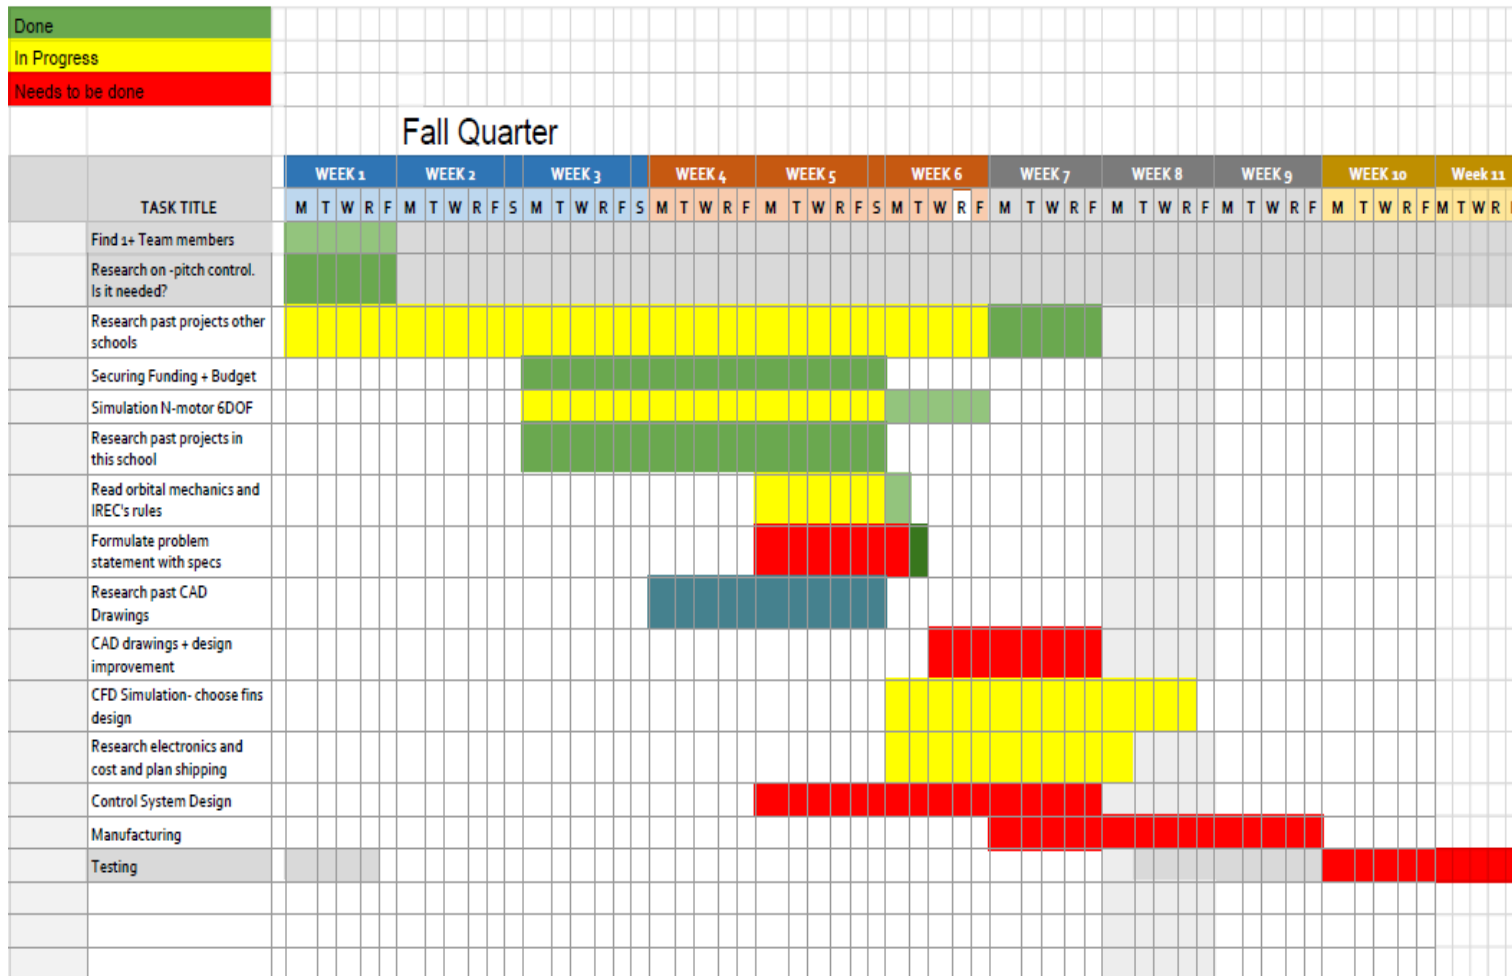 Done
In Progress
Needs to be done
Fall Quarter
WEEK 1 WEEK 2 WEEK 3 WEEK 4 WEEK 5 WEEK 6 WEEK 7 WEEK 8 WEEK 9 WEEK 10 Week 11
TASK TITLE M T W R F M T W R F S M T W R F S M T W R F M T W R F S M T W R F M T W R F M T W R F M T W R F M T W R F M T W R
Find 1+ Team members
Research on -pitch control.
Is it needed?
Research past projects other
schools
Securing Funding + Budget
Simulation N-motor 6DOF
Research past projects in
this school
Read orbital mechanics and
IREC's rules
Formulate problem
statement with specs
Research past CAD
Drawings
CAD drawings + design
improvement
CFD Simulation- choose fins
design
Research electronics and
cost and plan shipping
Control System Design
Manufacturing
Testing